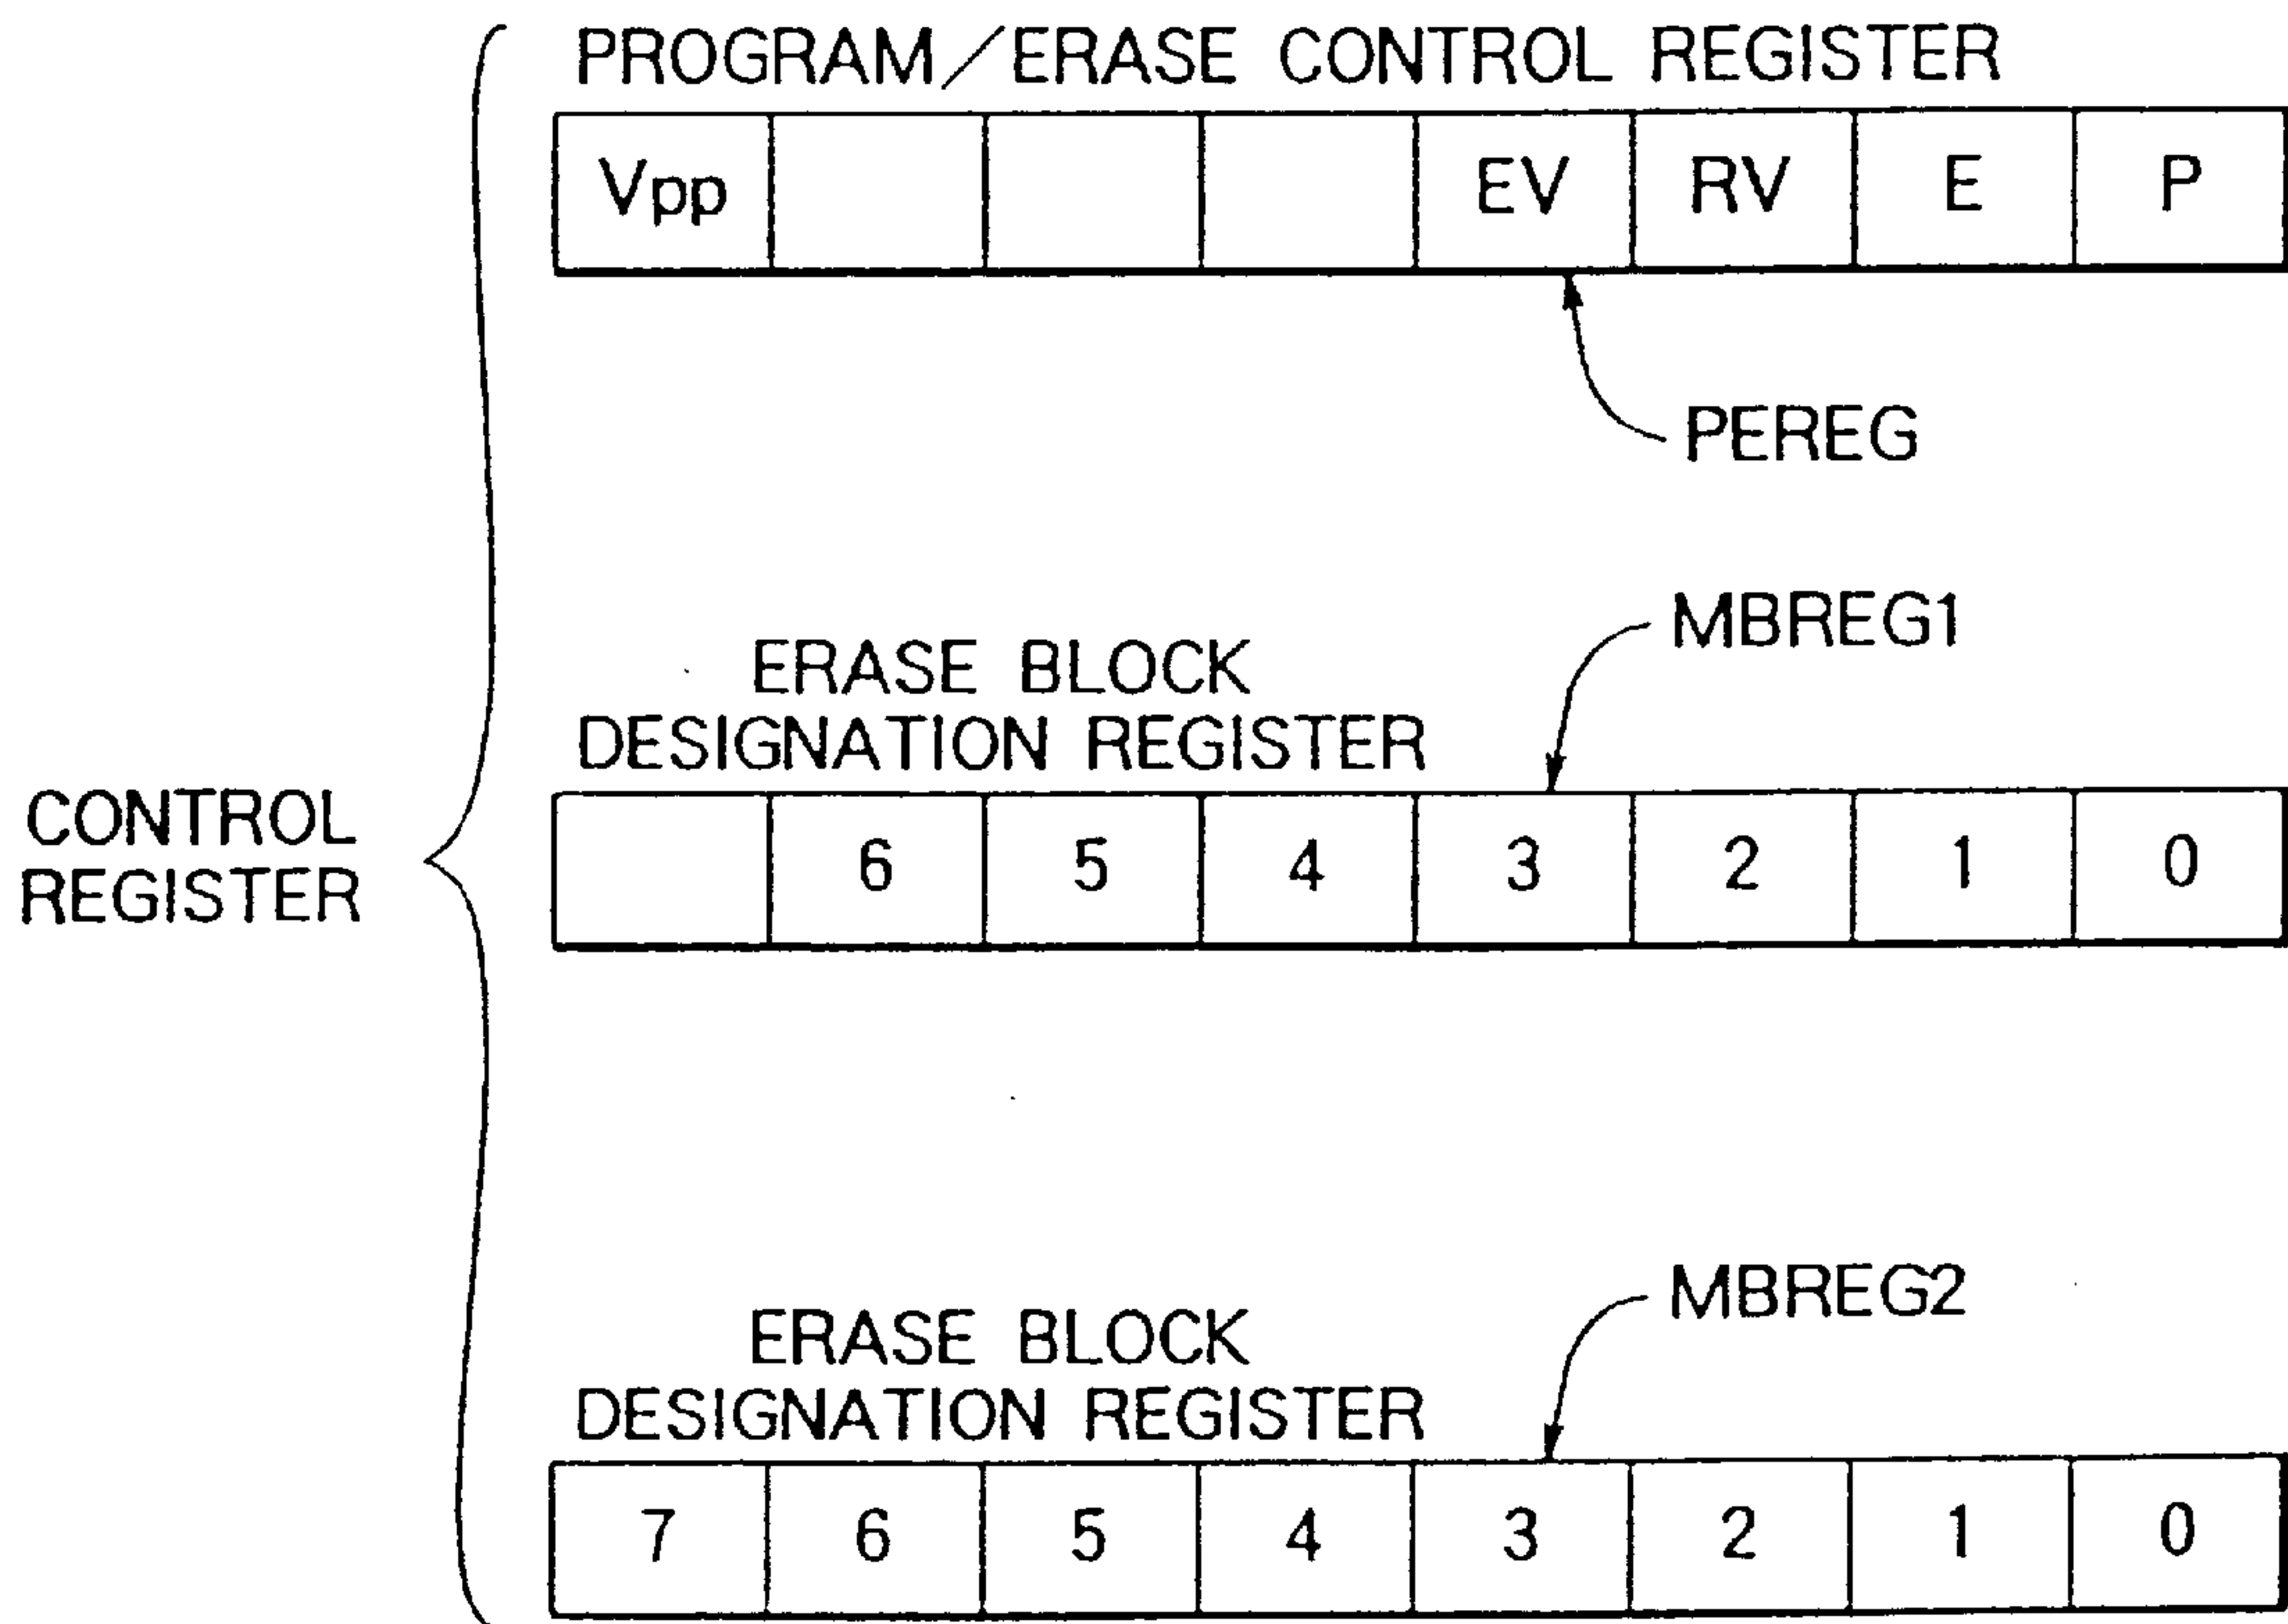 PROGRAM/ERASE CONTROL REGISTER
Vpp EV RV E P
PEREG
MBREG1
ERASE BLOCK
DESIGNATION REGISTER
CONTROL
REGISTER
6 5 4 3 2 1 0
MBREG2
ERASE BLOCK
DESIGNATION REGISTER
7 6 5 4 3 2 1 0